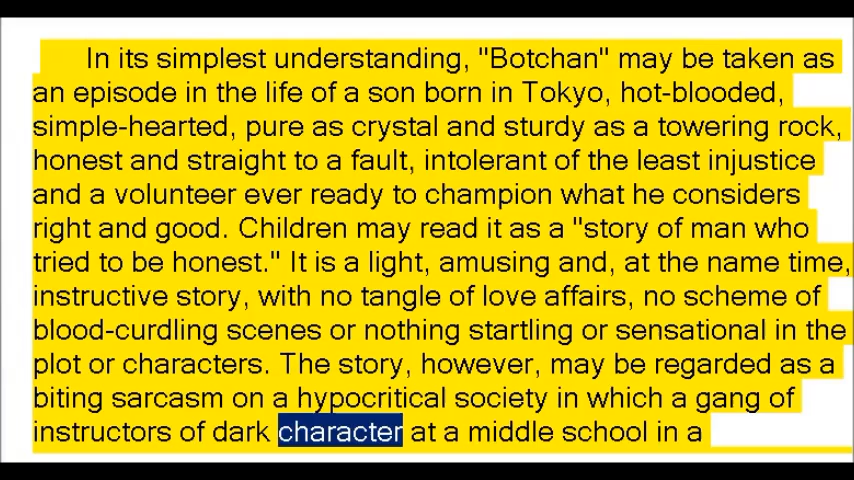 In its simplest understanding, "Botchan" may be taken as
an episode in the life of a son born in Tokyo, hot-blooded,
simple-hearted, pure as crystal and sturdy as a towering rock,
honest and straight to a fault, intolerant of the least injustice
and a volunteer ever ready to champion what he considers
right and good. Children may read it as a "story of man who
tried to be honest." It is a light, amusing and, at the name time,
instructive story, with no tangle of love affairs, no scheme of
blood-curdling scenes or nothing startling or sensational in the
plot or characters. The story, however, may be regarded as a
biting sarcasm on a hypocritical society in which a gang of
instructors of dark character at a middle school in a